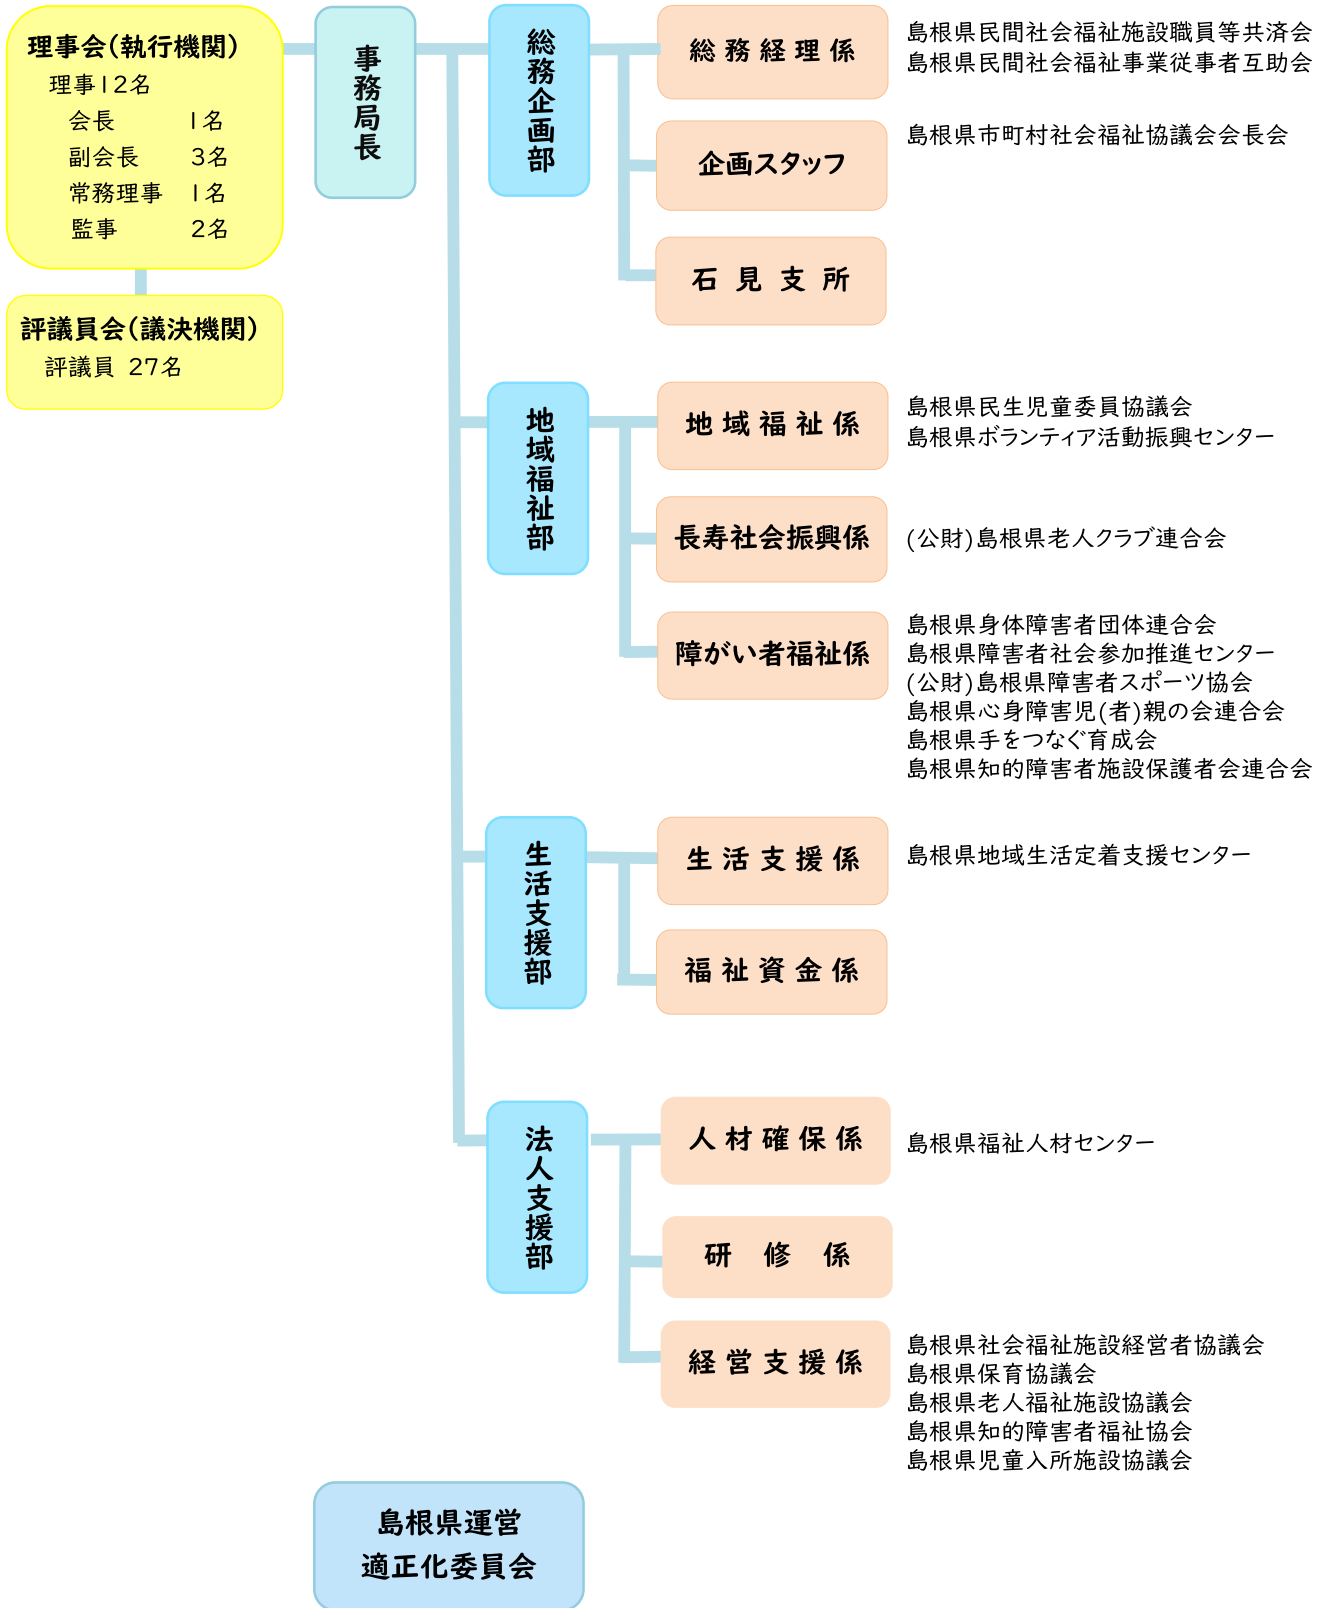 理事会(執行機関)
理事12名
会長 1名
副会長 3名
常務理事 1名
監事 2名
評議員会(議決機関)
評議員 27名
事務局長
総務企画部
総務経理係
島根県民間社会福祉施設職員等共済会
島根県民間社会福祉事業従事者互助会
企画スタッフ
島根県市町村社会福祉協議会会長会
石見支所
地域福祉部
地域福祉係
島根県民生児童委員協議会
島根県ボランティア活動振興センター
長寿社会振興係
(公財)島根県老人クラブ連合会
障がい者福祉係
島根県身体障害者団体連合会
島根県障害者社会参加推進センター
(公財)島根県障害者スポーツ協会
島根県心身障害児(者)親の会連合会
島根県手をつなぐ育成会
島根県知的障害者施設保護者会連合会
生活支援部
生活支援係
島根県地域生活定着支援センター
福祉資金係
法人支援部
人材確保係
島根県福祉人材センター
研修係
経営支援係
島根県社会福祉施設経営者協議会
島根県保育協議会
島根県老人福祉施設協議会
島根県知的障害者福祉協会
島根県児童入所施設協議会
島根県運営
適正化委員会